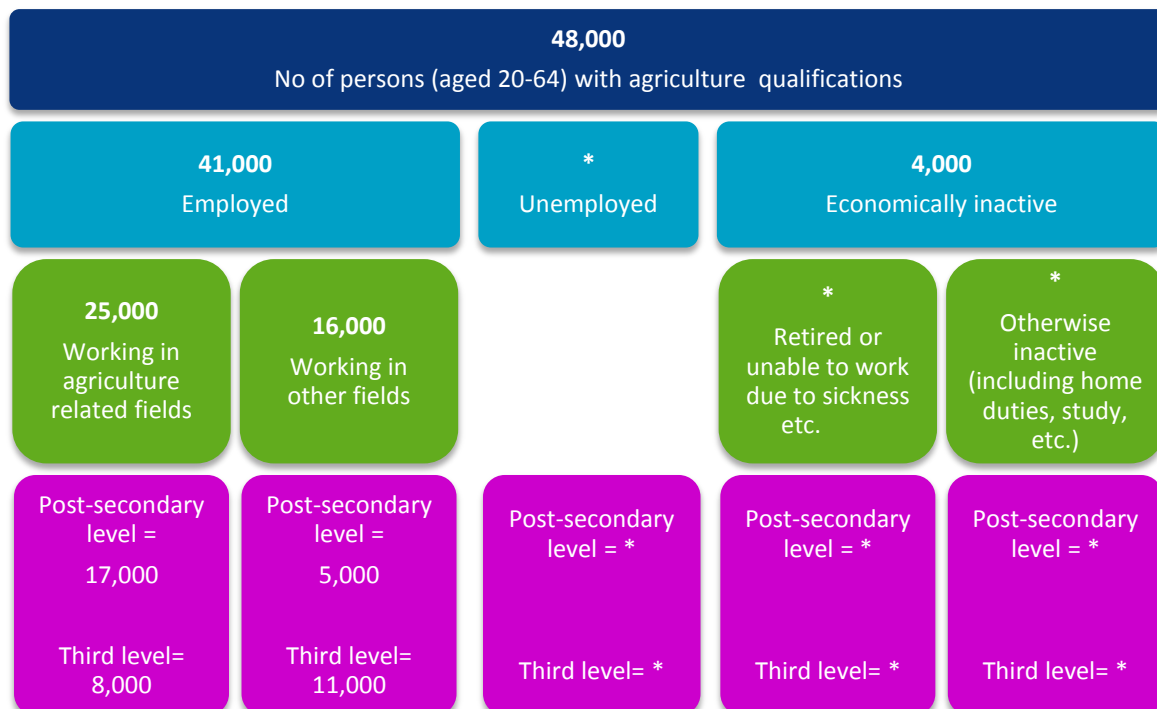 48,000
No of persons (aged 20-64) with agriculture qualifications
41,000
Employed
*
Unemployed
4,000
Economically inactive
25,000
Working in
agriculture
related fields
16,000
Working in
other fields
*
Retired or
unable to work
due to sickness
etc.
*
Otherwise
inactive
(including home
duties, study,
etc.)
Post-secondary
level =
17,000
Third level=
8,000
Post-secondary
level =
5,000
Third level=
11,000
Post-secondary
level = *
Third level= *
Post-secondary
level = *
Third level= *
Post-secondary
level = *
Third level= *